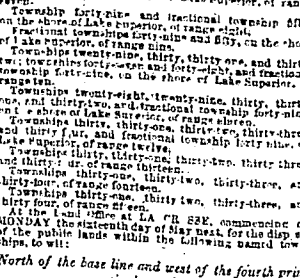 Township forty-nine and fractional township
on the shore of Lake Superior, of range eight.
Fractional townships forty-nine and fifty, on the sho
of Lake Superior, of range nine.
Townships twenty-nine, thirty, thirty one, and thirt
two; townships forty-seven and forty-eight, and fraction
township forty-nine, on the shore of Lake Superior.
range ten.
Townships twenty-eight, twenty-nine, thirty, thirt
one, and thirty-two, and fractional township forty-nine
shore of Lake Superior, of range eleven.
Townships thirty, thirty-one, thirty-two, thirty-thre
and thirty four, and fractional township forty nine,
Lake Superior, of range twelve.
Townships thirty, thirty-one, thirty-two, thirty thre
and thirty four, of range thirteen.
Townships thirty-one, thirty-two, thirty-three, a
thirty-four, of range fourteen.
Townships thirty-one, thirty-two, thirty-three, a
thirty four, of range fifteen.
At the Land Office at LA CROSSE, commencing o
MONDAY the sixteenth day of May next, for the disp
of the public lands within the following named tow
ships, to wit:
North of the base line and west of the fourth pri